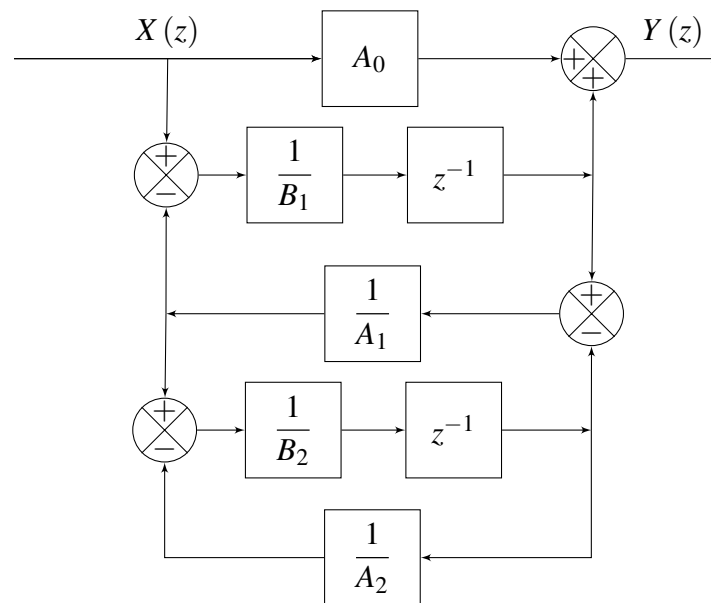 X (z) Y (z)
A₀
+ +
+
1/B₁ z⁻¹
+
−
1/A₁
+
−
1/B₂ z⁻¹
+
−
1/A₂